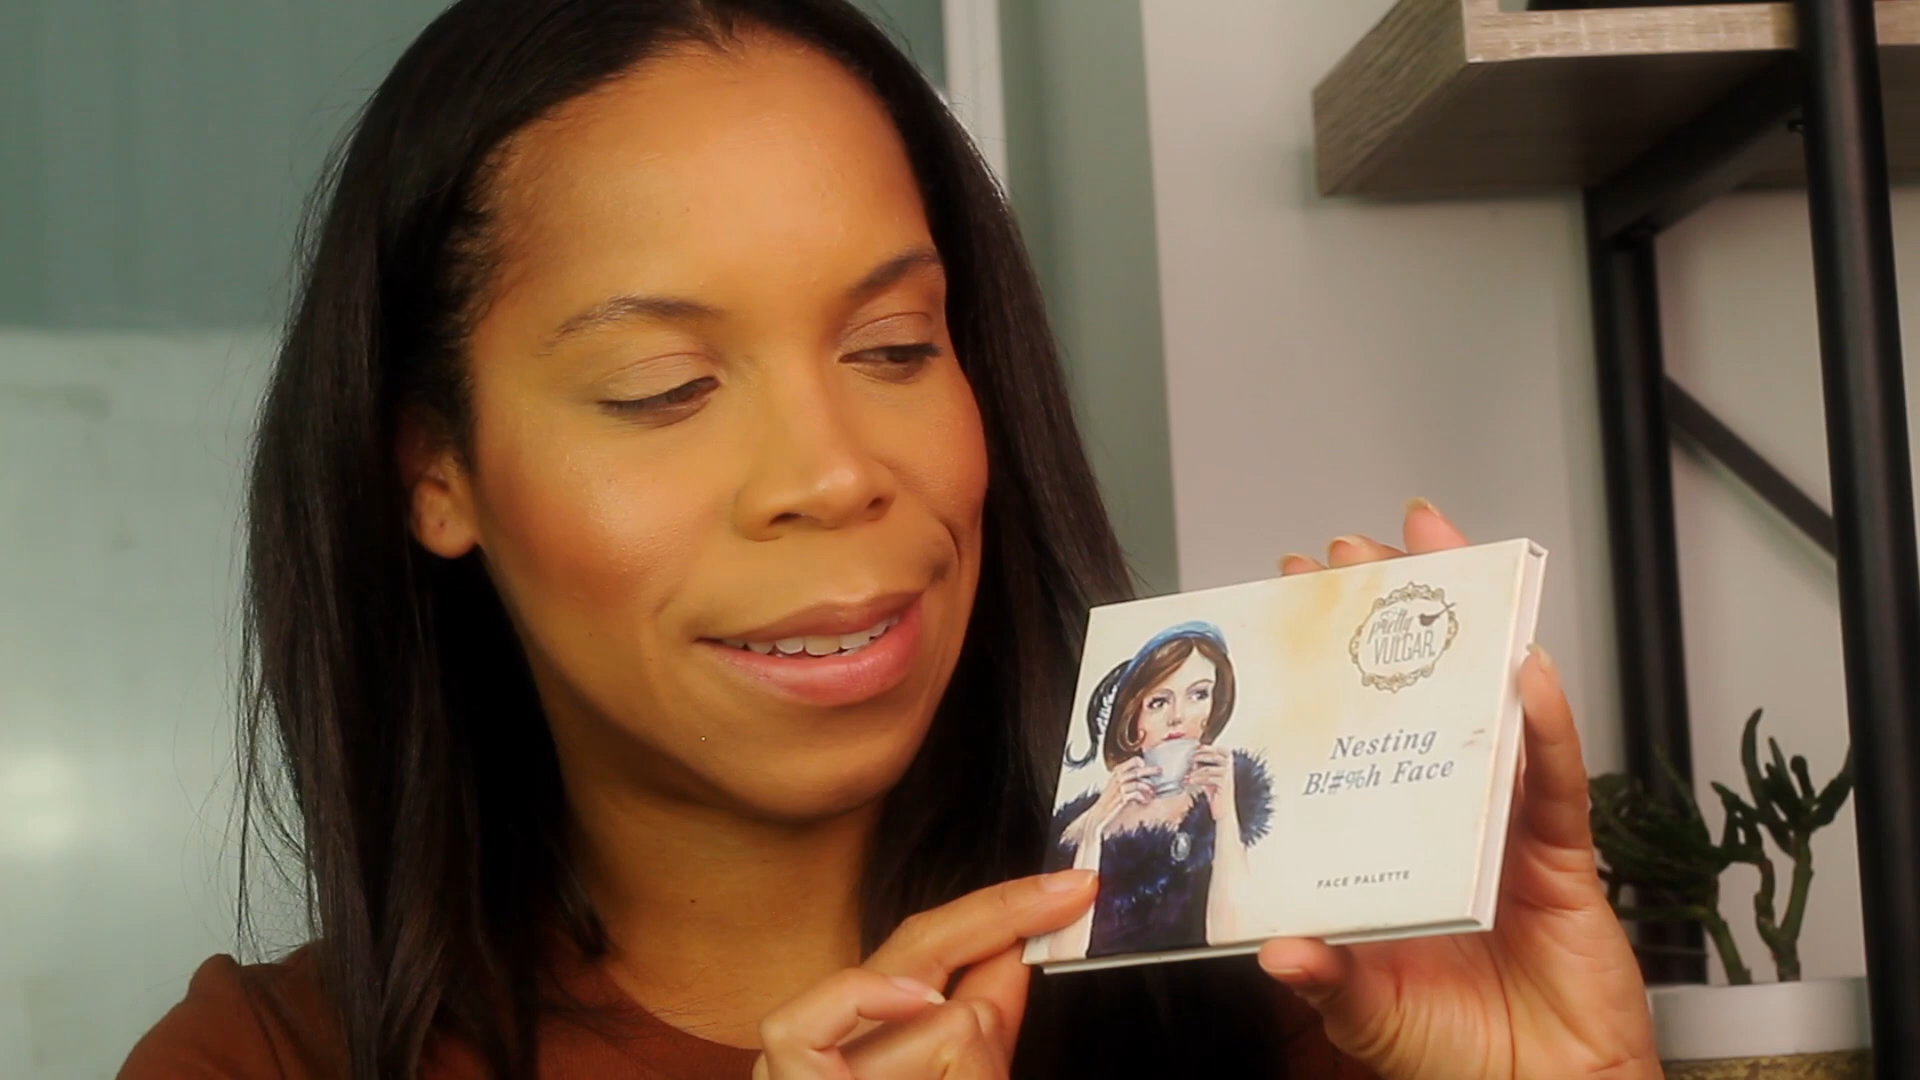 pretty
VULGAR
Nesting
B!#%h Face
FACE PALETTE